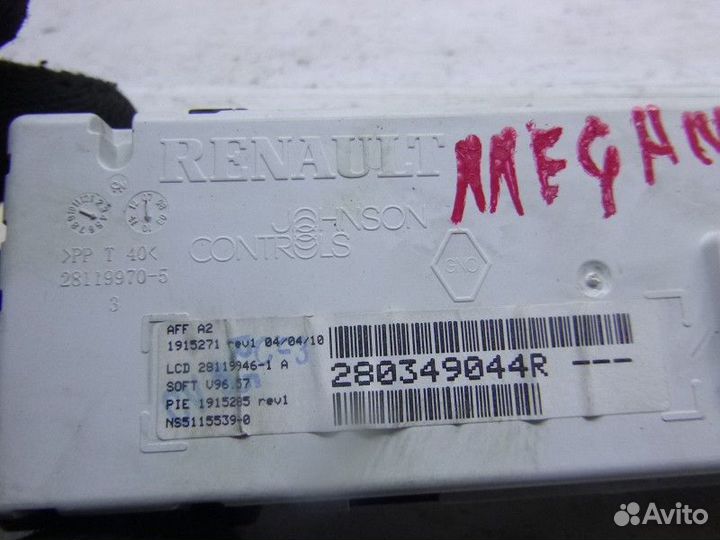 RENAULT
MEGAN
JOHNSON
CONTROLS
GNO
>PP T 40<
28119970-5
3
AFF A2
1915271 rev1 04/04/10
LCD 28119946-1 A
SOFT V96.57
PIE 1915285 rev1
NS5115539-0
280349044R ---
Avito